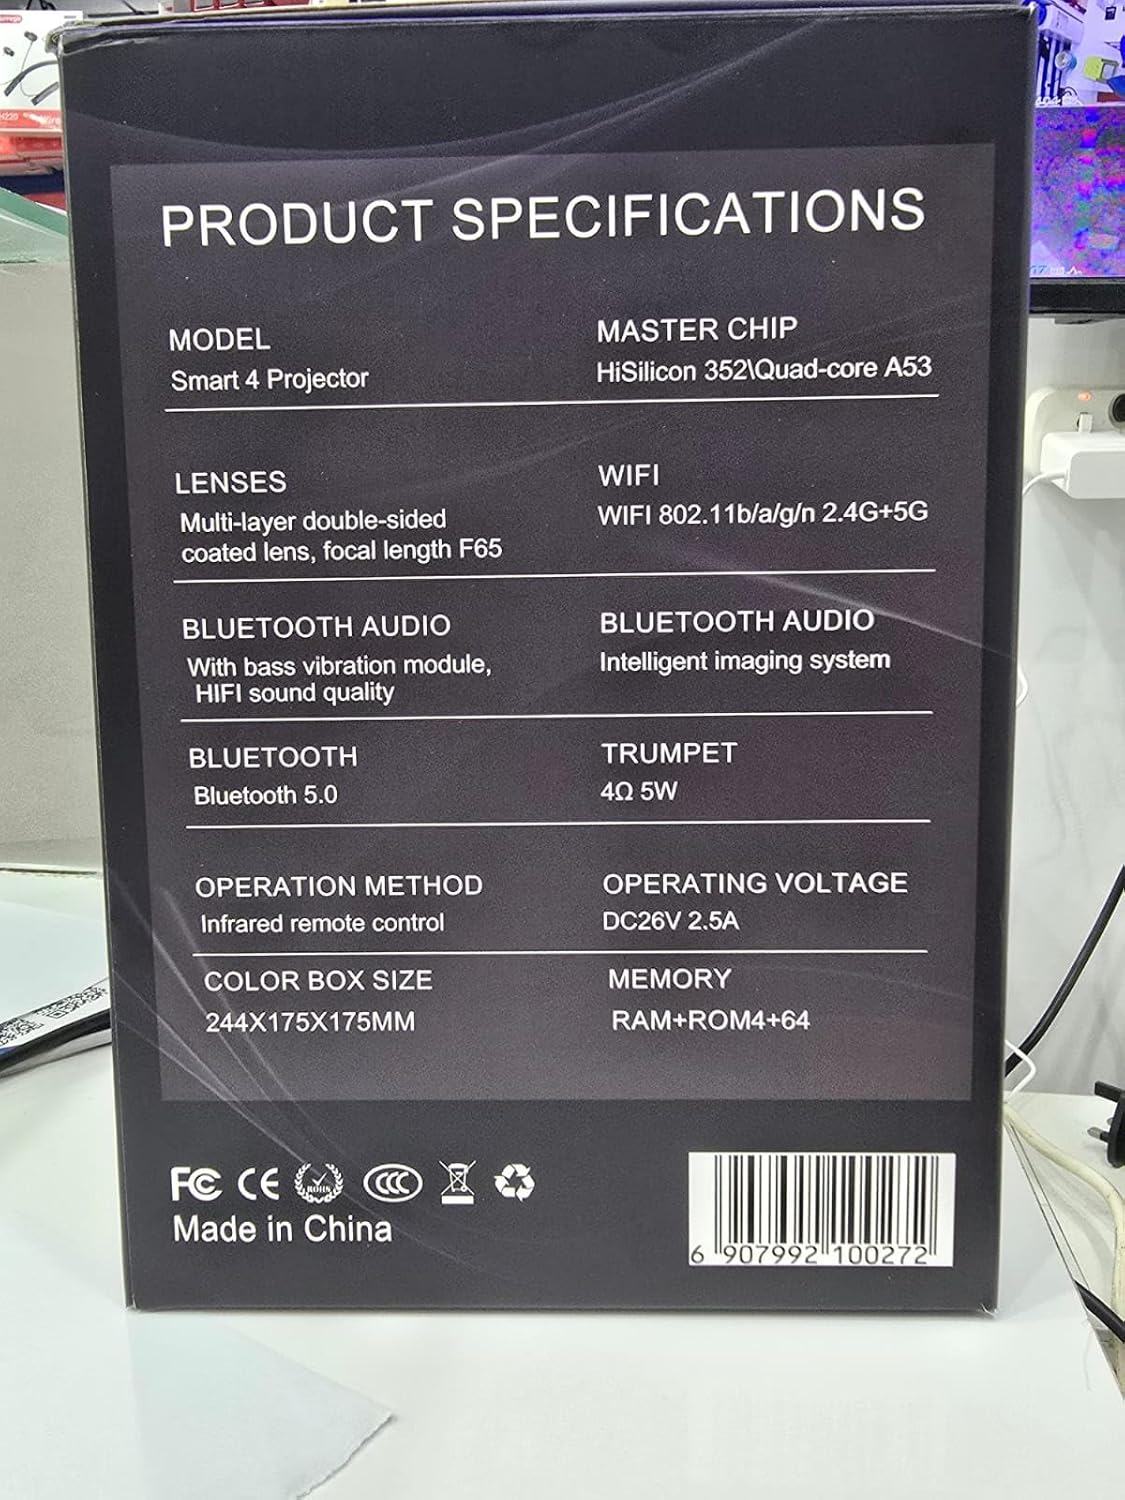 PRODUCT SPECIFICATIONS
MODEL
Smart 4 Projector
MASTER CHIP
HiSilicon 352\Quad-core A53
LENSES
Multi-layer double-sided
coated lens, focal length F65
WIFI
WIFI 802.11b/a/g/n 2.4G+5G
BLUETOOTH AUDIO
With bass vibration module,
HIFI sound quality
BLUETOOTH AUDIO
Intelligent imaging system
BLUETOOTH
Bluetooth 5.0
TRUMPET
4Ω 5W
OPERATION METHOD
Infrared remote control
OPERATING VOLTAGE
DC26V 2.5A
COLOR BOX SIZE
244X175X175MM
MEMORY
RAM+ROM4+64
FC CE ROHS CCC
Made in China
6 907992 100272
H220